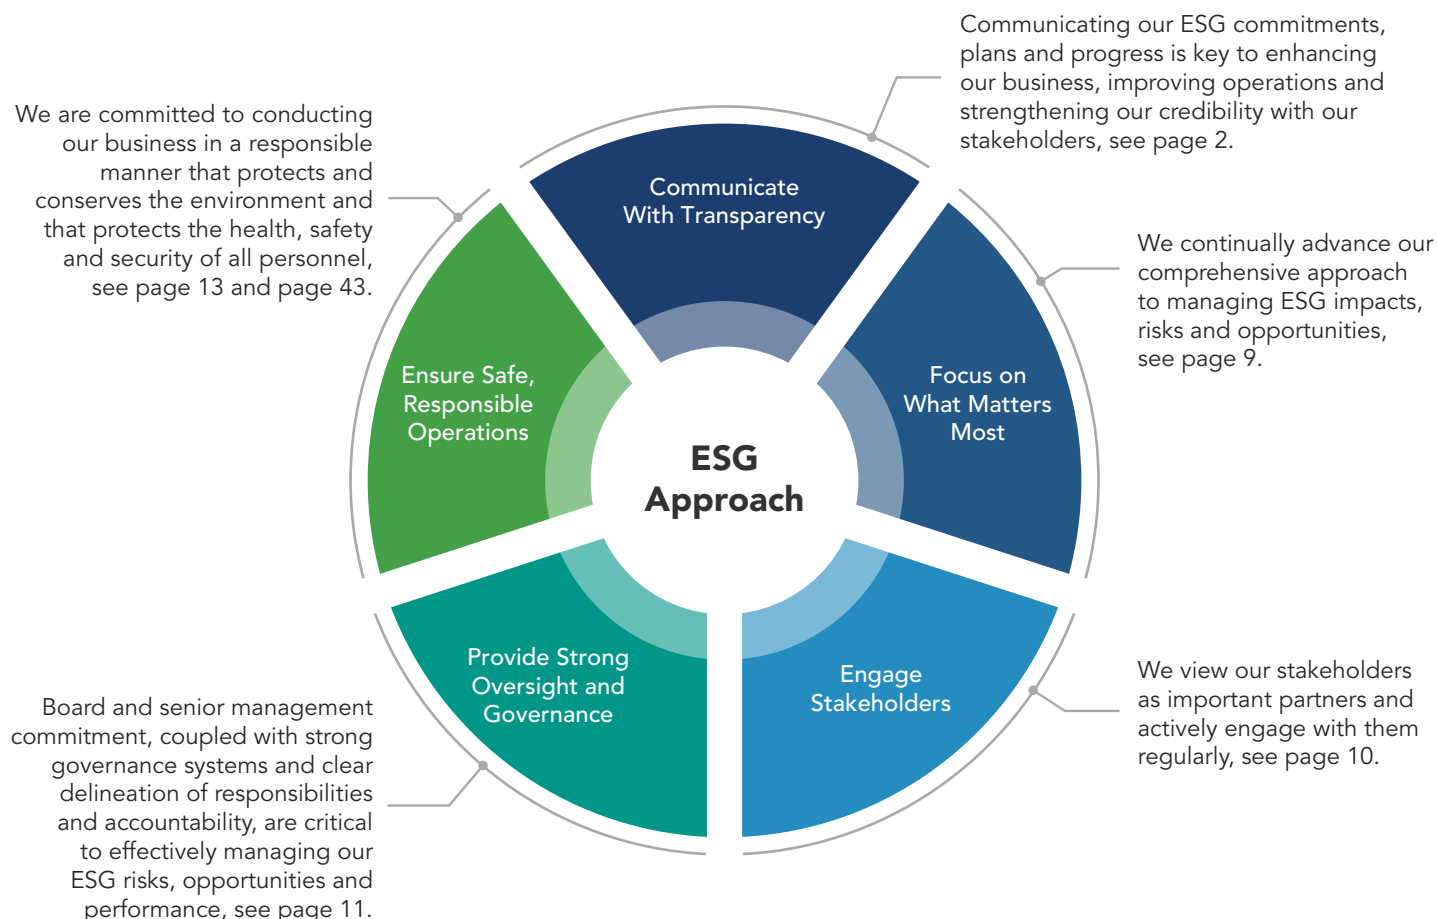 Communicating our ESG commitments,
plans and progress is key to enhancing
our business, improving operations and
strengthening our credibility with our
stakeholders, see page 2.
We are committed to conducting
our business in a responsible
manner that protects and
conserves the environment and
that protects the health, safety
and security of all personnel,
see page 13 and page 43.
Communicate
With Transparency
We continually advance our
comprehensive approach
to managing ESG impacts,
risks and opportunities,
see page 9.
Ensure Safe,
Responsible
Operations
Focus on
What Matters
Most
ESG
Approach
Provide Strong
Oversight and
Governance
Engage
Stakeholders
We view our stakeholders
as important partners and
actively engage with them
regularly, see page 10.
Board and senior management
commitment, coupled with strong
governance systems and clear
delineation of responsibilities
and accountability, are critical
to effectively managing our
ESG risks, opportunities and
performance, see page 11.